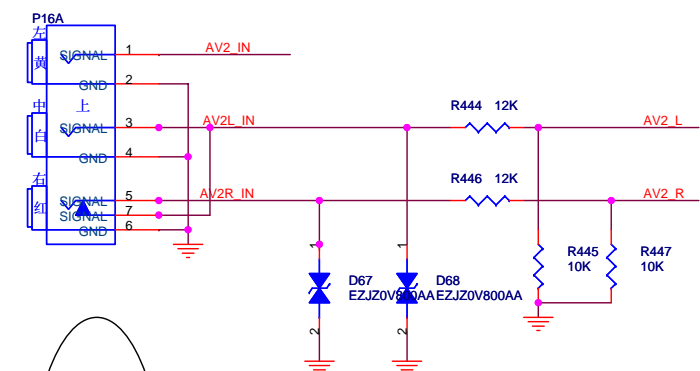 P16A
左
黄
SIGNAL
1
AV2_IN
GND
2
中
上
白
SIGNAL
3
AV2L_IN
R444 12K
AV2_L
GND
4
右
红
SIGNAL
5
AV2R_IN
R446 12K
AV2_R
SIGNAL
7
GND
6
1
1
D67
EZJZ0V800AA
D68
EZJZ0V800AA
R445
10K
R447
10K
2
2